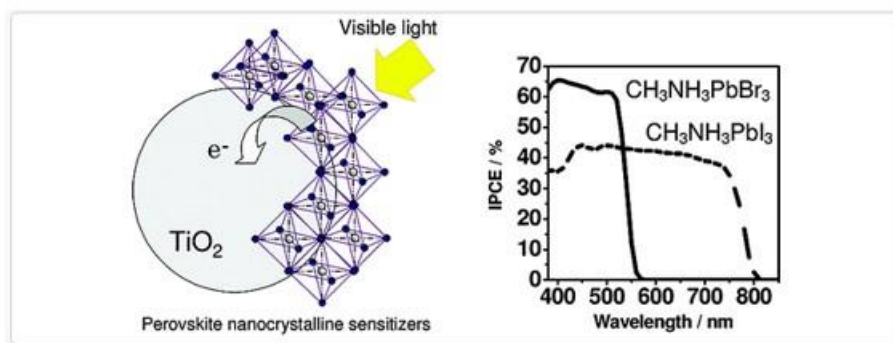 Visible light
e-
TiO₂
Perovskite nanocrystalline sensitizers
70
60
50
40
30
20
10
0
IPCE / %
CH₃NH₃PbBr₃
CH₃NH₃PbI₃
400 500 600 700 800
Wavelength / nm